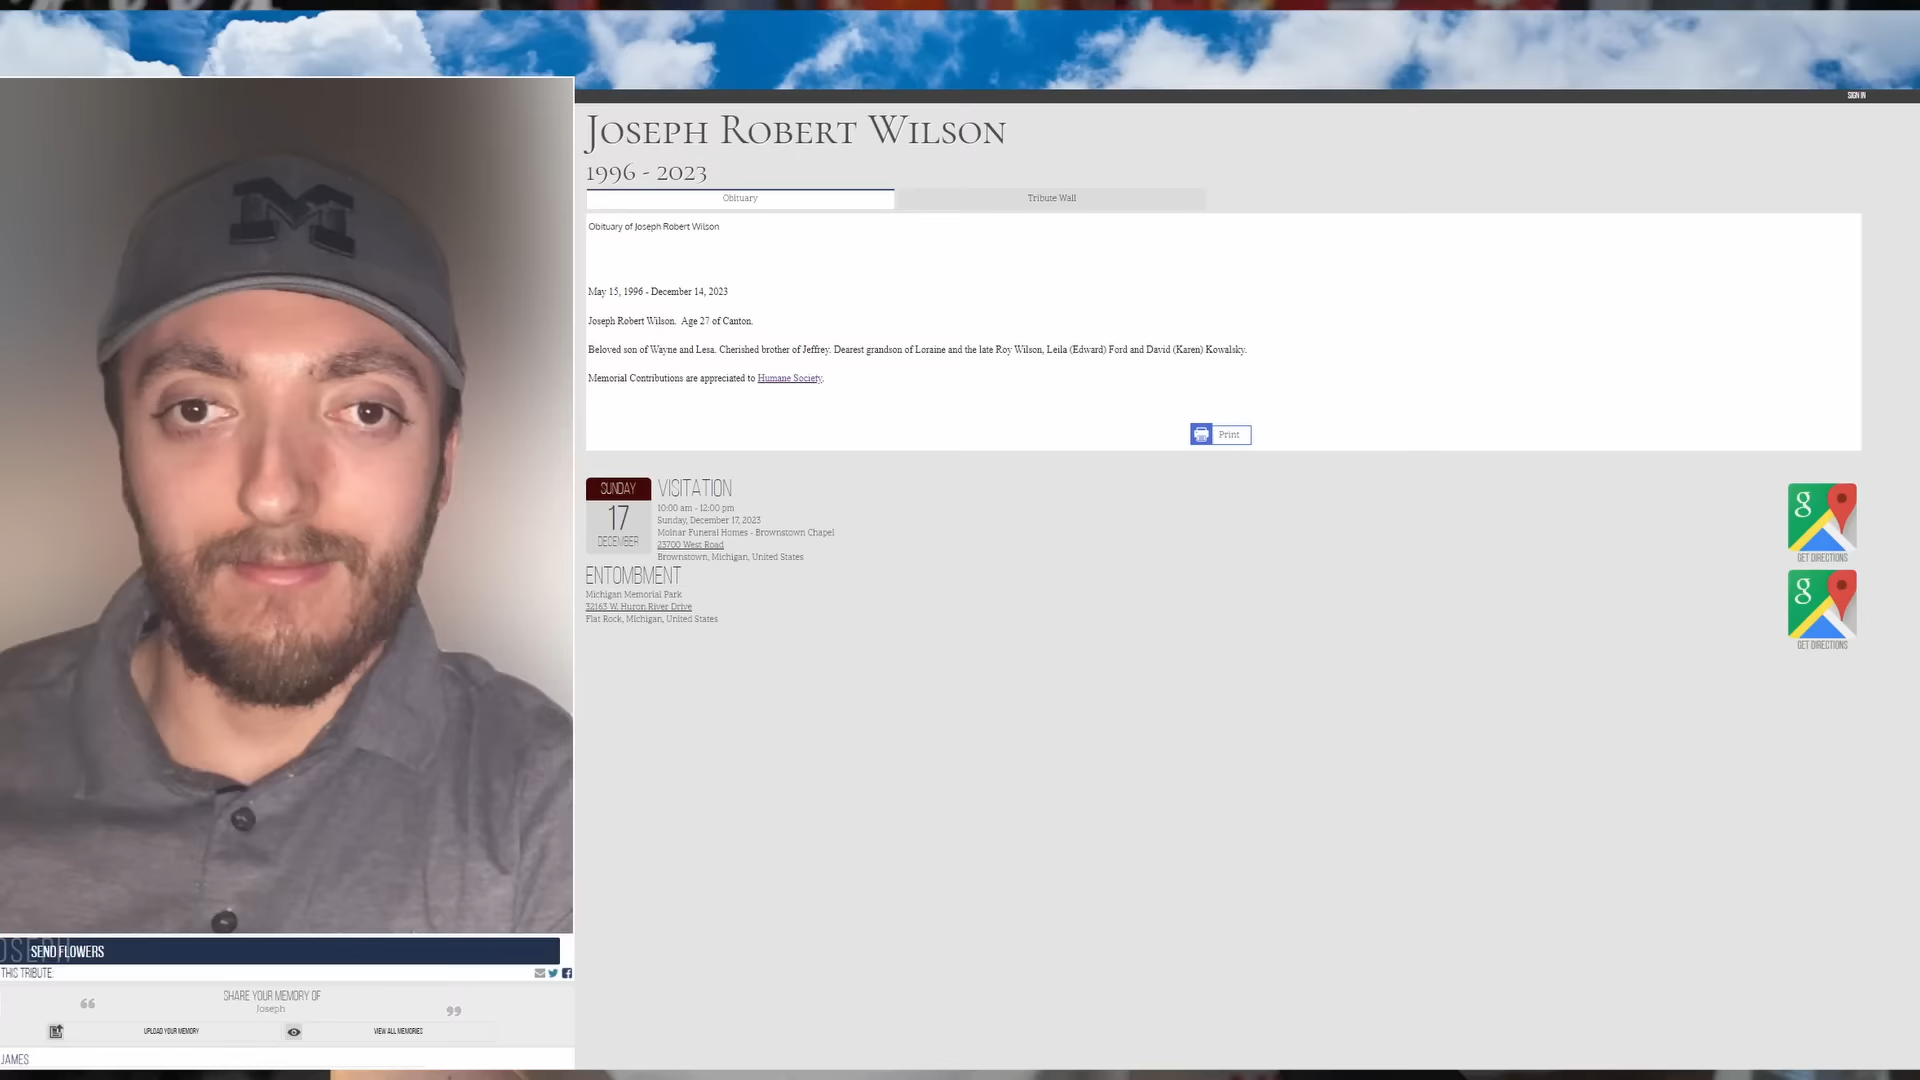 SIGN IN
JOSEPH ROBERT WILSON
1996 - 2023
Obituary
Tribute Wall
Obituary of Joseph Robert Wilson
May 15, 1996 - December 14, 2023
Joseph Robert Wilson. Age 27 of Canton.
Beloved son of Wayne and Lesa. Cherished brother of Jeffrey. Dearest grandson of Loraine and the late Roy Wilson, Leila (Edward) Ford and David (Karen) Kowalsky.
Memorial Contributions are appreciated to Humane Society.
Print
SUNDAY
17
DECEMBER
VISITATION
10:00 am - 12:00 pm
Sunday, December 17, 2023
Molnar Funeral Homes - Brownstown Chapel
23700 West Road
Brownstown, Michigan, United States
ENTOMBMENT
Michigan Memorial Park
32163 W. Huron River Drive
Flat Rock, Michigan, United States
g
GET DIRECTIONS
g
GET DIRECTIONS
M
SEND FLOWERS
THIS TRIBUTE:
SHARE YOUR MEMORY OF
Joseph
UPLOAD YOUR MEMORY
VIEW ALL MEMORIES
JAMES